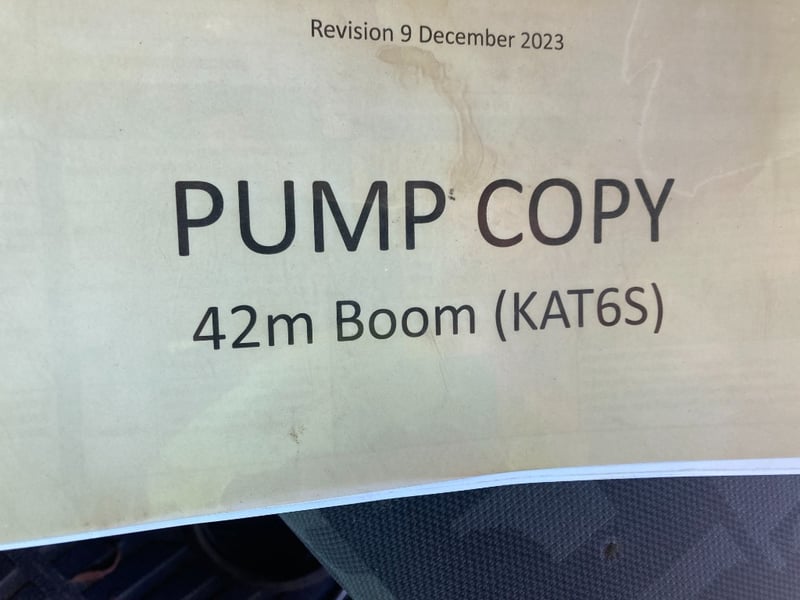 Revision 9 December 2023
PUMP COPY
42m Boom (KAT6S)